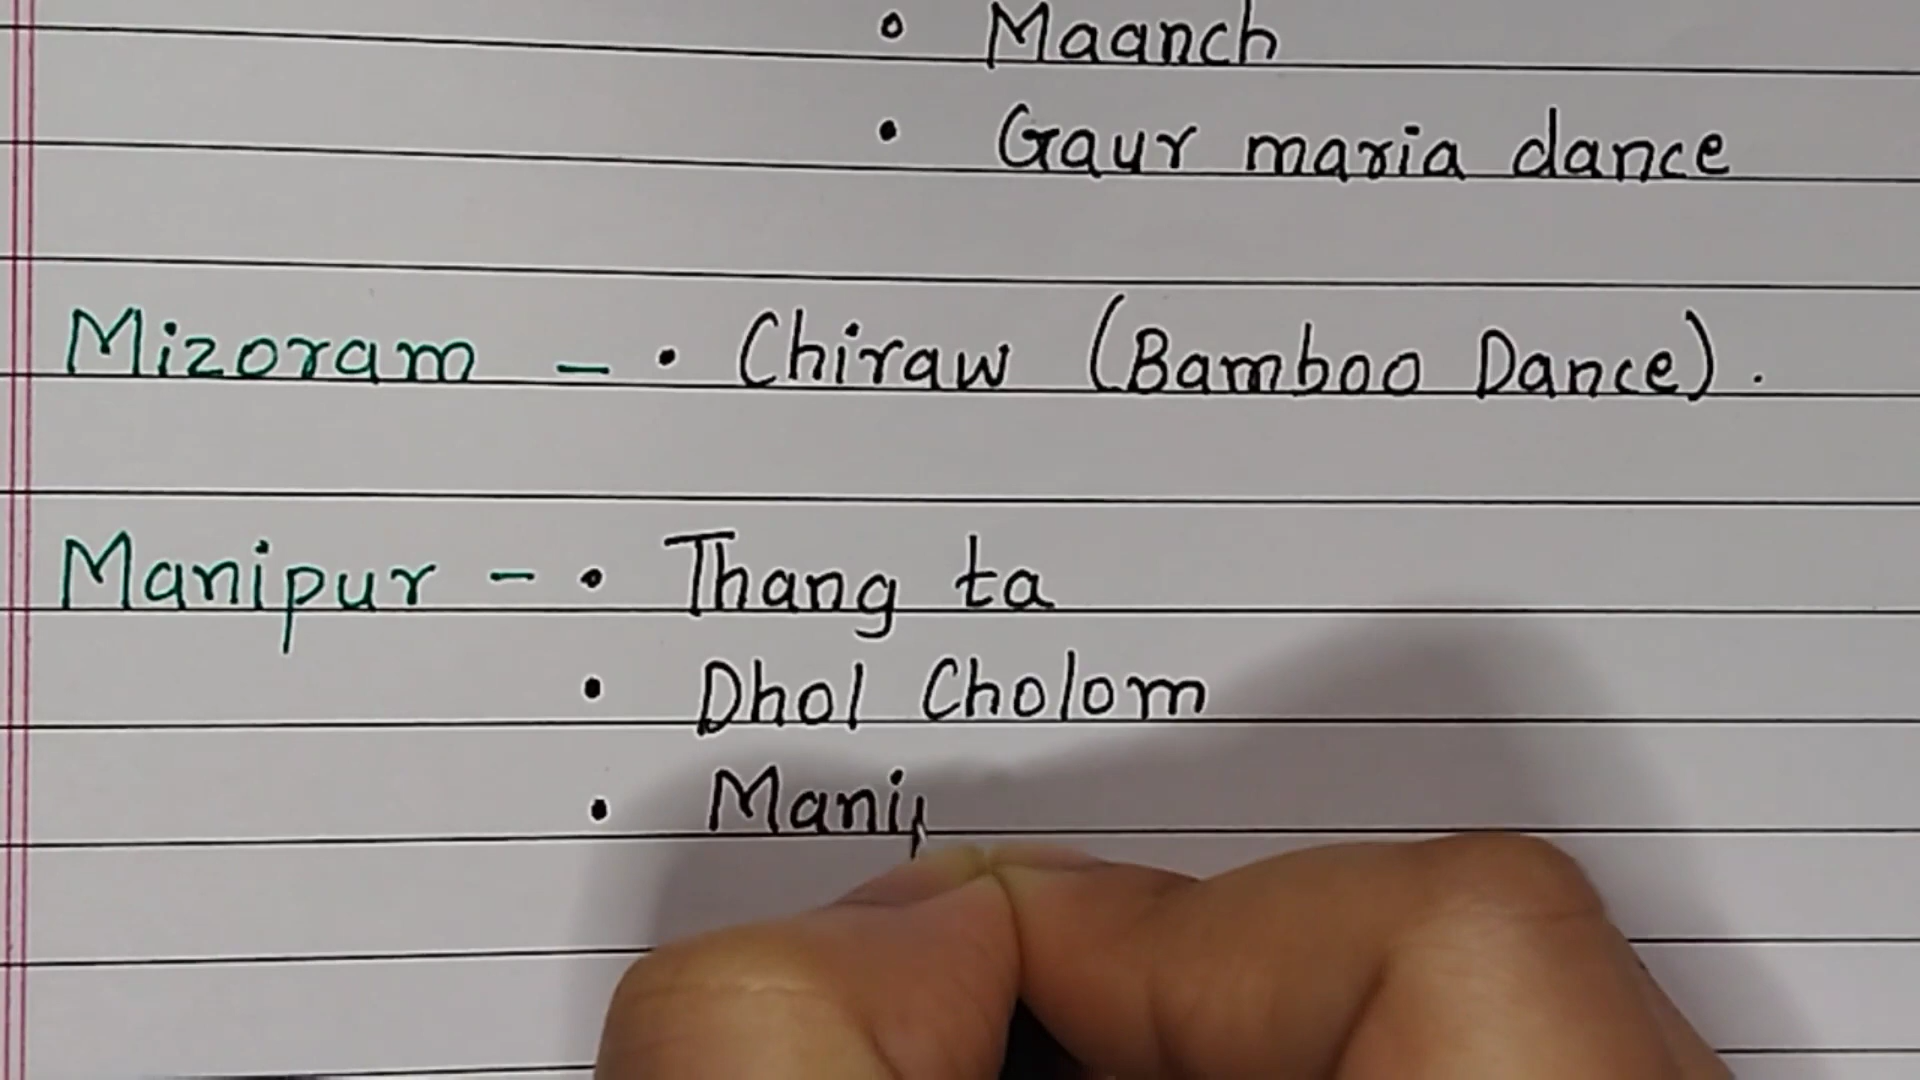 • Maanch
• Gaur maria dance
Mizoram - • Chiraw (Bamboo Dance).
Manipur - • Thang ta
• Dhol Cholom
• Mani